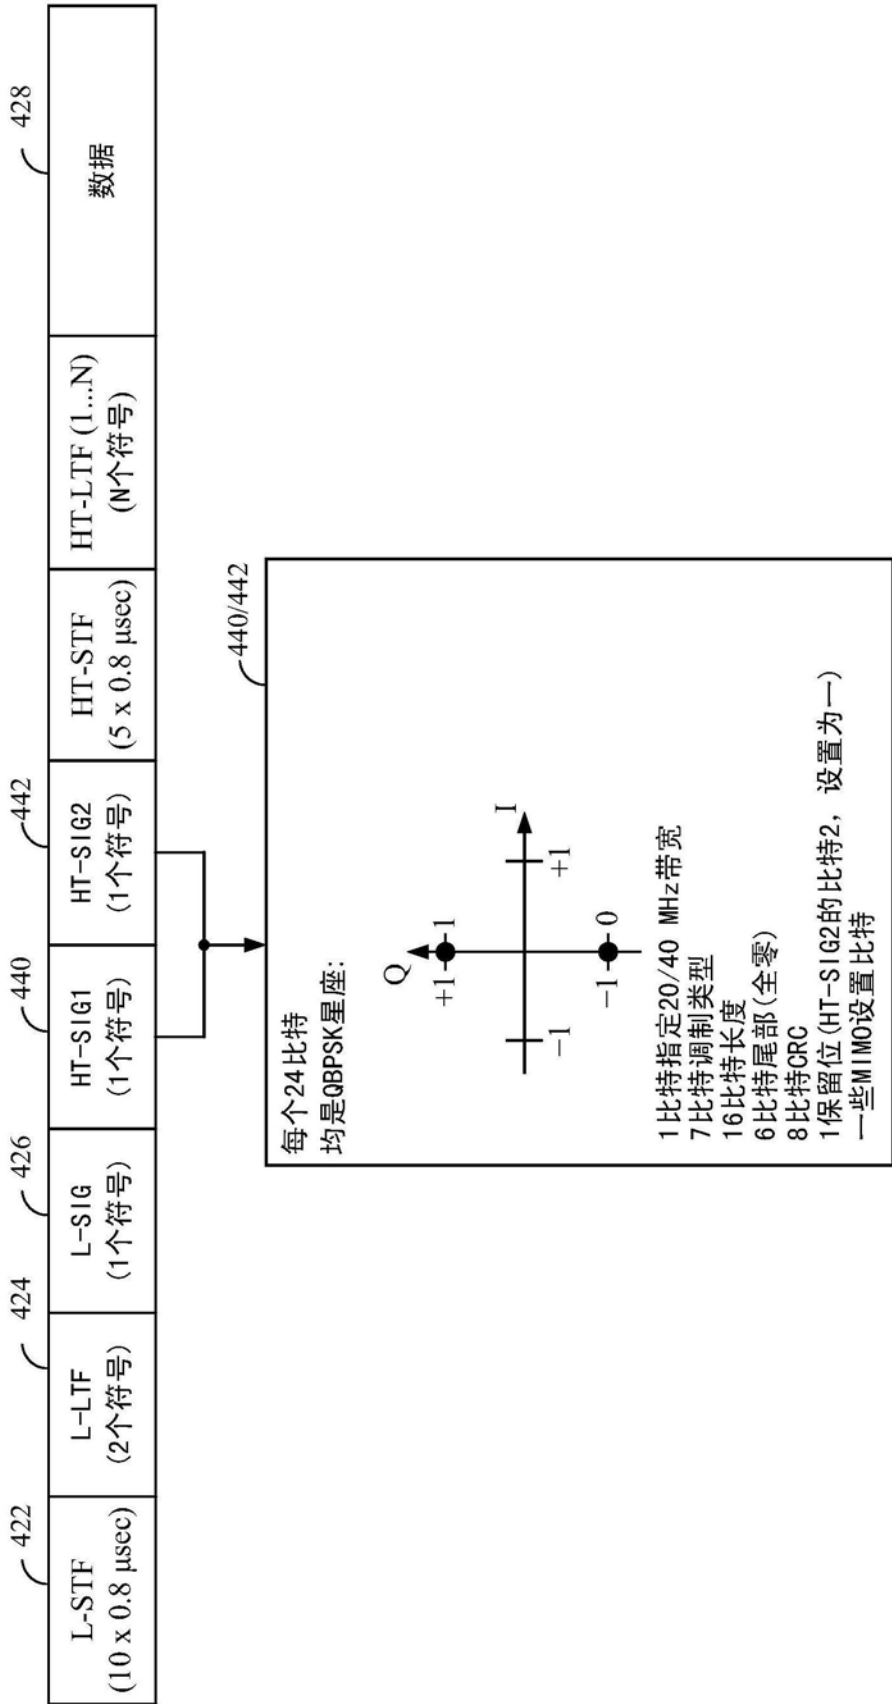 422
424
426
440
442
428
L-STF
(10 x 0.8 μsec)
L-LTF
(2个符号)
L-SIG
(1个符号)
HT-SIG1
(1个符号)
HT-SIG2
(1个符号)
HT-STF
(5 x 0.8 μsec)
HT-LTF (1...N)
(N个符号)
数据
440/442
每个24比特
均是QBPSK星座:
Q
+1
1
I
-1
+1
-1
0
1比特指定20/40 MHz带宽
7比特调制类型
16比特长度
6比特尾部(全零)
8比特CRC
1保留位(HT-SIG2的比特2, 设置为一)
一些MIMO设置比特